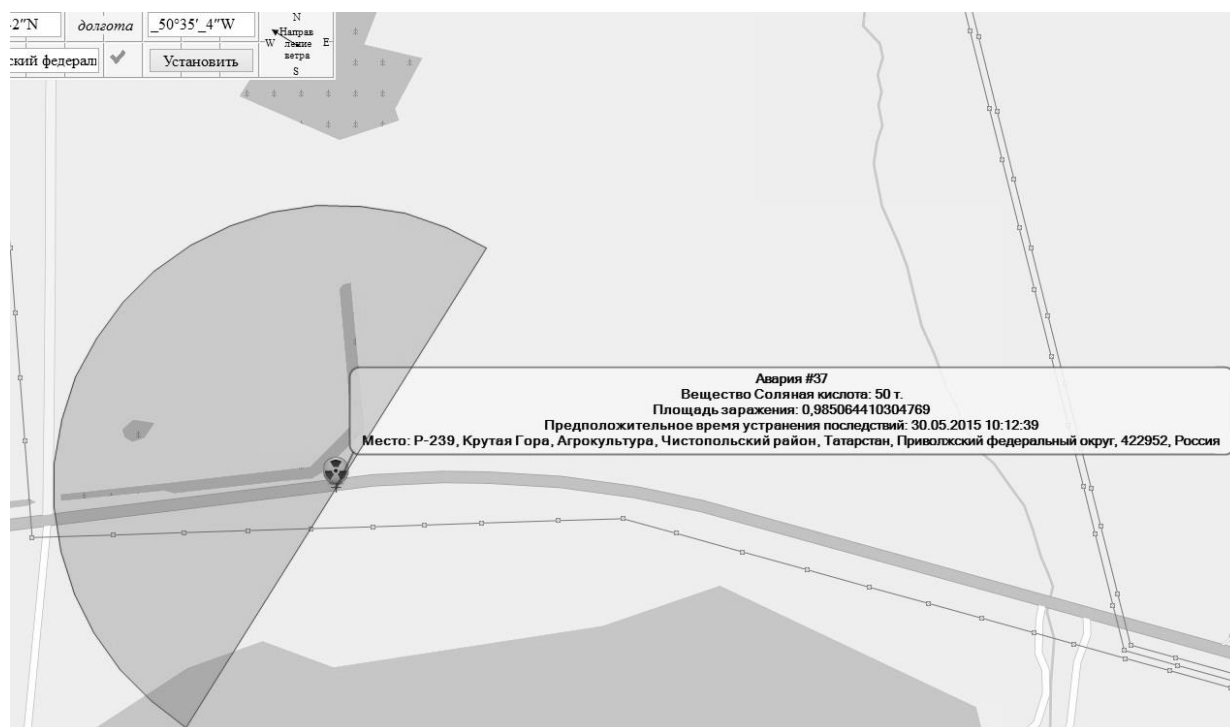 2″N долгота _50°35′_4″W
N
Направ
W ление E
ветра
S
ский федерал Установить
Авария #37
Вещество Соляная кислота: 50 т.
Площадь заражения: 0,985064410304769
Предположительное время устранения последствий: 30.05.2015 10:12:39
Место: Р-239, Крутая Гора, Агрокультура, Чистопольский район, Татарстан, Приволжский федеральный округ, 422952, Россия